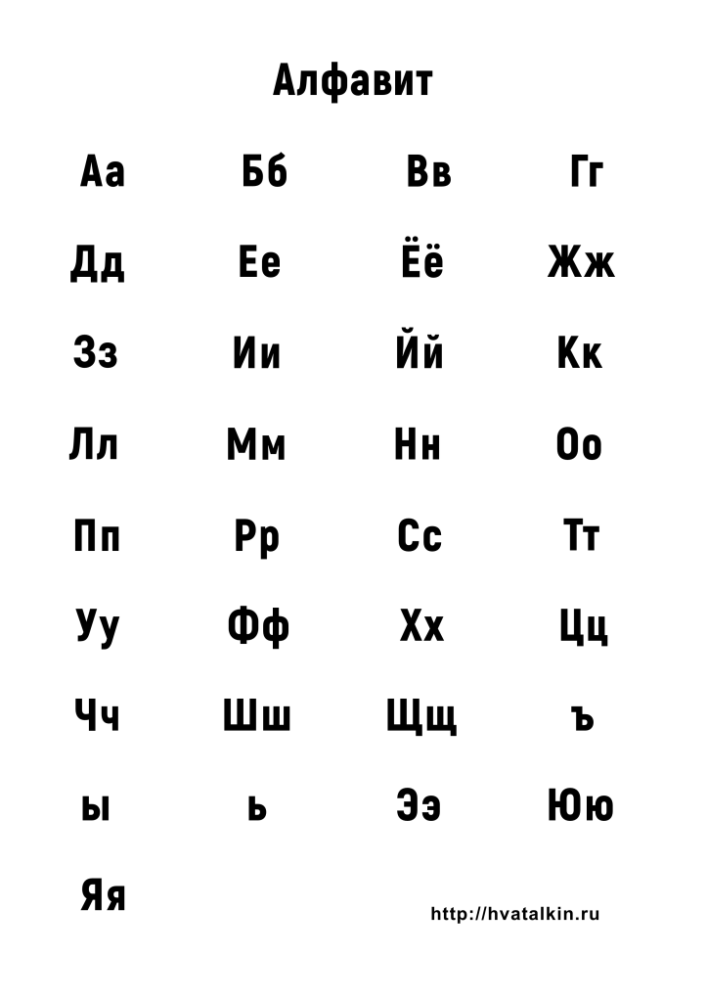 Алфавит
Аа Бб Вв Гг
Дд Ее Ёё Жж
Зз Ии Йй Кк
Лл Мм Нн Оо
Пп Рр Сс Тт
Уу Фф Хх Цц
Чч Шш Щщ ъ
ы ь Ээ Юю
Яя
http://hvatalkin.ru